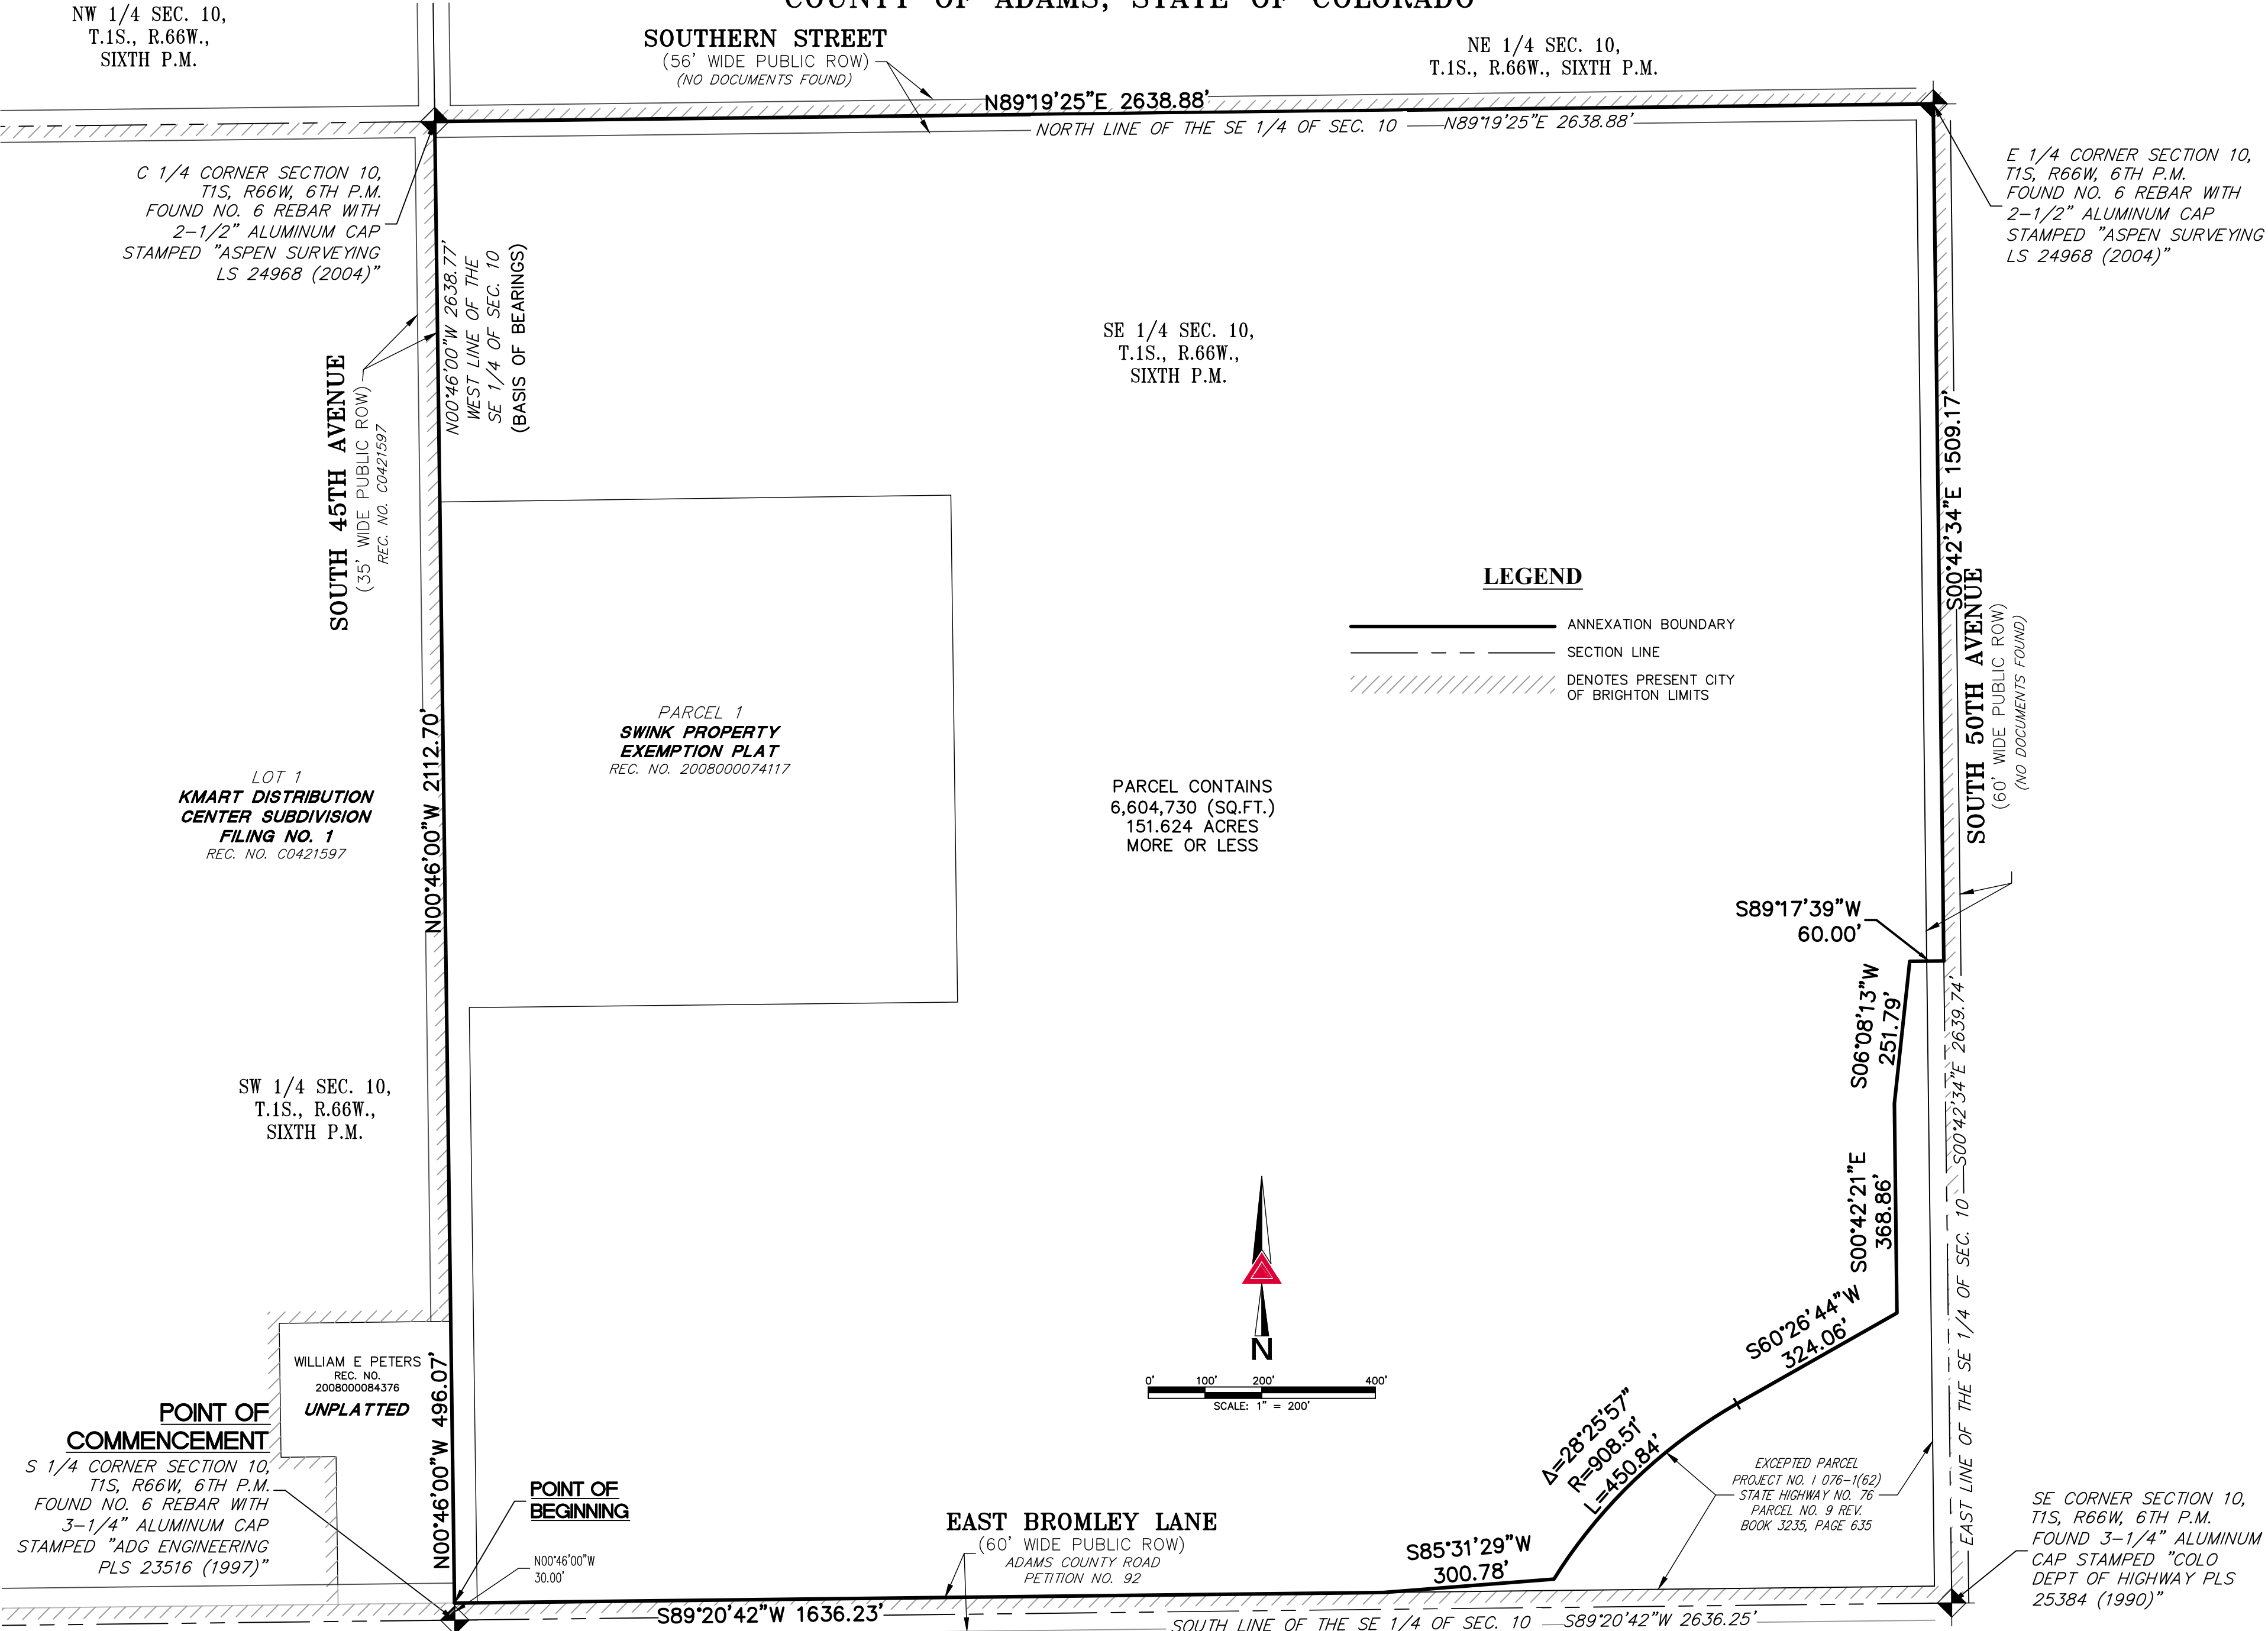 COUNTY OF ADAMS, STATE OF COLORADO
NW 1/4 SEC. 10,
T.1S., R.66W.,
SIXTH P.M.
SOUTHERN STREET
(56' WIDE PUBLIC ROW)
(NO DOCUMENTS FOUND)
NE 1/4 SEC. 10,
T.1S., R.66W., SIXTH P.M.
N89°19'25"E 2638.88'
NORTH LINE OF THE SE 1/4 OF SEC. 10
N89°19'25"E 2638.88'
C 1/4 CORNER SECTION 10,
T1S, R66W, 6TH P.M.
FOUND NO. 6 REBAR WITH
2-1/2" ALUMINUM CAP
STAMPED "ASPEN SURVEYING
LS 24968 (2004)"
E 1/4 CORNER SECTION 10,
T1S, R66W, 6TH P.M.
FOUND NO. 6 REBAR WITH
2-1/2" ALUMINUM CAP
STAMPED "ASPEN SURVEYING
LS 24968 (2004)"
N00°46'00"W 2638.77'
WEST LINE OF THE
SE 1/4 OF SEC. 10
(BASIS OF BEARINGS)
SOUTH 45TH AVENUE
(35' WIDE PUBLIC ROW)
REC. NO. C0421597
SE 1/4 SEC. 10,
T.1S., R.66W.,
SIXTH P.M.
S00°42'34"E 1509.17'
SOUTH 50TH AVENUE
(60' WIDE PUBLIC ROW)
(NO DOCUMENTS FOUND)
LEGEND
ANNEXATION BOUNDARY
SECTION LINE
DENOTES PRESENT CITY
OF BRIGHTON LIMITS
PARCEL 1
SWINK PROPERTY
EXEMPTION PLAT
REC. NO. 2008000074117
N00°46'00"W 2112.70'
LOT 1
KMART DISTRIBUTION
CENTER SUBDIVISION
FILING NO. 1
REC. NO. C0421597
PARCEL CONTAINS
6,604,730 (SQ.FT.)
151.624 ACRES
MORE OR LESS
S89°17'39"W
60.00'
S06°08'13"W
251.79'
S00°42'21"E
368.86'
EAST LINE OF THE SE 1/4 OF SEC. 10
S00°42'34"E 2639.74'
SW 1/4 SEC. 10,
T.1S., R.66W.,
SIXTH P.M.
S60°26'44"W
324.06'
N
0' 100' 200' 400'
SCALE: 1" = 200'
WILLIAM E PETERS
REC. NO.
2008000084376
UNPLATTED
N00°46'00"W 496.07'
POINT OF
COMMENCEMENT
S 1/4 CORNER SECTION 10,
T1S, R66W, 6TH P.M.
FOUND NO. 6 REBAR WITH
3-1/4" ALUMINUM CAP
STAMPED "ADG ENGINEERING
PLS 23516 (1997)"
POINT OF
BEGINNING
N00°46'00"W
30.00'
Δ=28°25'57"
R=908.51'
L=450.84'
EXCEPTED PARCEL
PROJECT NO. I 076-1(62)
STATE HIGHWAY NO. 76
PARCEL NO. 9 REV.
BOOK 3235, PAGE 635
EAST BROMLEY LANE
(60' WIDE PUBLIC ROW)
ADAMS COUNTY ROAD
PETITION NO. 92
S85°31'29"W
300.78'
SE CORNER SECTION 10,
T1S, R66W, 6TH P.M.
FOUND 3-1/4" ALUMINUM
CAP STAMPED "COLO
DEPT OF HIGHWAY PLS
25384 (1990)"
S89°20'42"W 1636.23'
SOUTH LINE OF THE SE 1/4 OF SEC. 10
S89°20'42"W 2636.25'